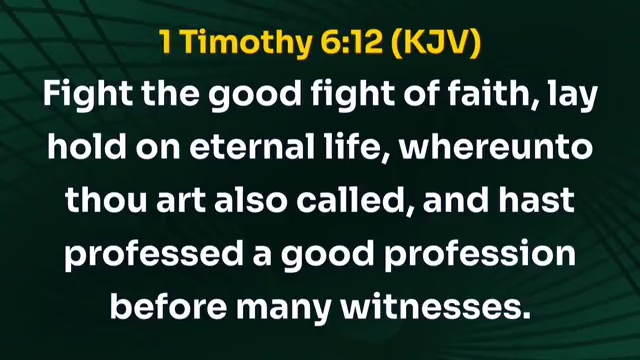 1 Timothy 6:12 (KJV)
Fight the good fight of faith, lay
hold on eternal life, whereunto
thou art also called, and hast
professed a good profession
before many witnesses.